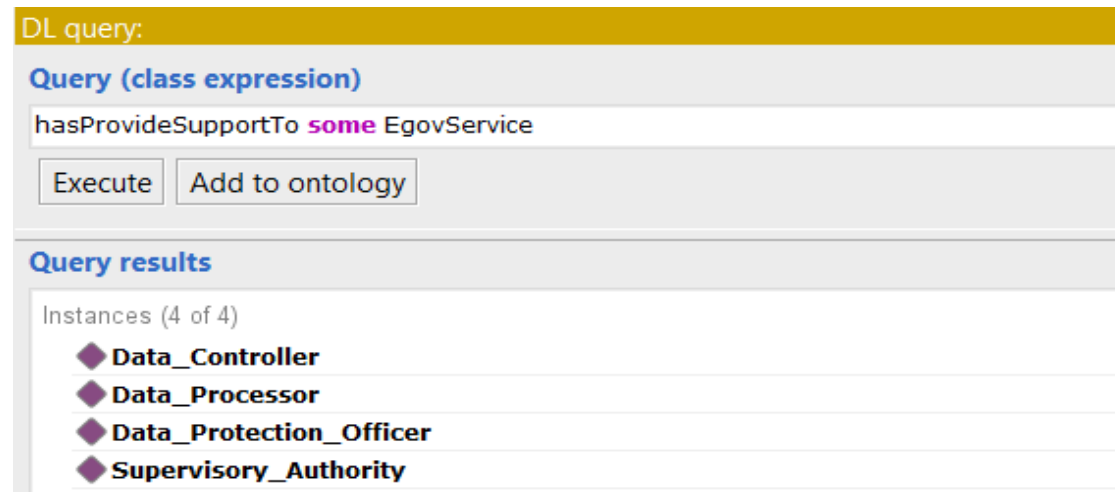 DL query:
Query (class expression)
hasProvideSupportTo some EgovService
Execute Add to ontology
Query results
Instances (4 of 4)
Data_Controller
Data_Processor
Data_Protection_Officer
Supervisory_Authority